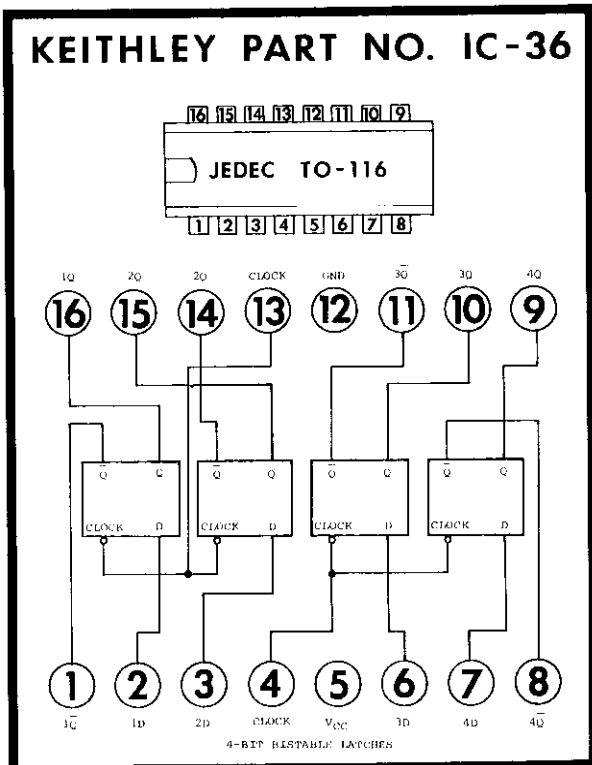 KEITHLEY PART NO. IC-36
16 15 14 13 12 11 10 9
JEDEC TO-116
1 2 3 4 5 6 7 8
1Q 2Q 2Q CLOCK GND 3Q̅ 3Q 4Q
16 15 14 13 12 11 10 9
Q̅ Q Q̅ Q Q̅ Q Q̅ Q
CLOCK D CLOCK D CLOCK D CLOCK D
1 2 3 4 5 6 7 8
1Q̅ 1D 2D CLOCK VCC 3D 4D 4Q̅
4-BIT BISTABLE LATCHES